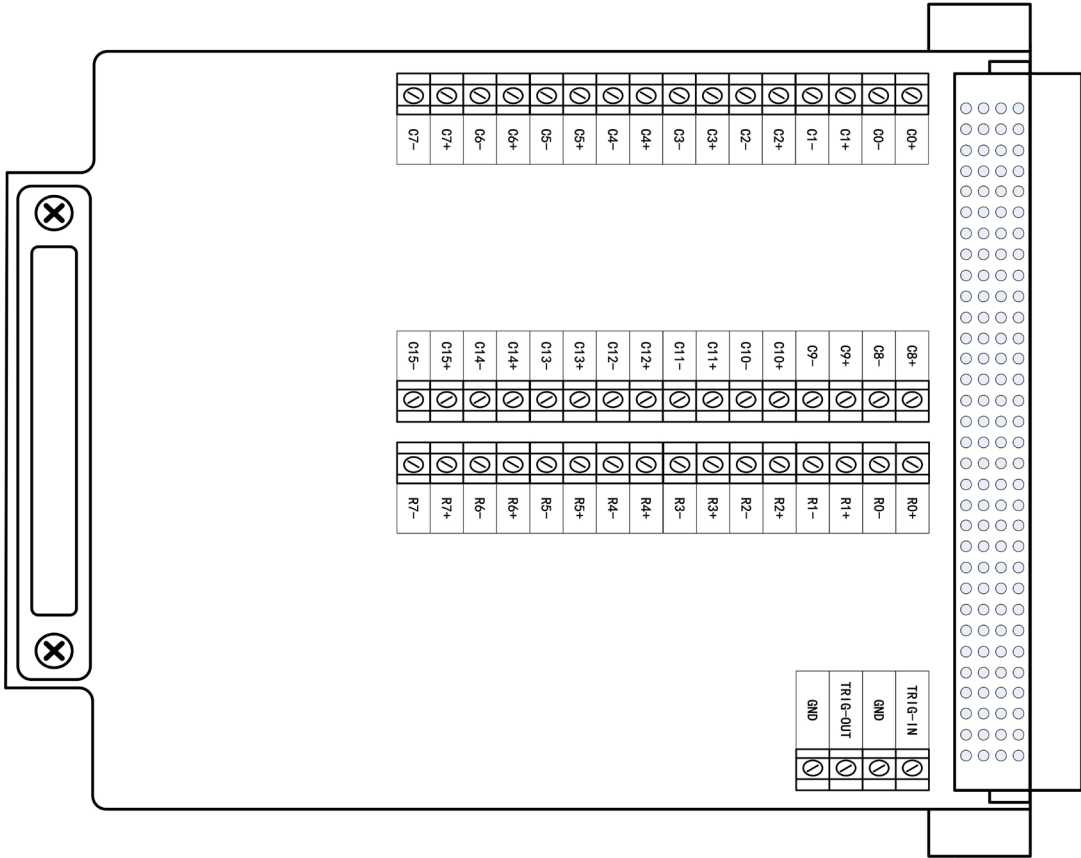 C7- C7+ C6- C6+ C5- C5+ C4- C4+ C3- C3+ C2- C2+ C1- C1+ C0- C0+
C15- C15+ C14- C14+ C13- C13+ C12- C12+ C11- C11+ C10- C10+ C9- C9+ C8- C8+
R7- R7+ R6- R6+ R5- R5+ R4- R4+ R3- R3+ R2- R2+ R1- R1+ R0- R0+
GND TRIG-OUT GND TRIG-IN